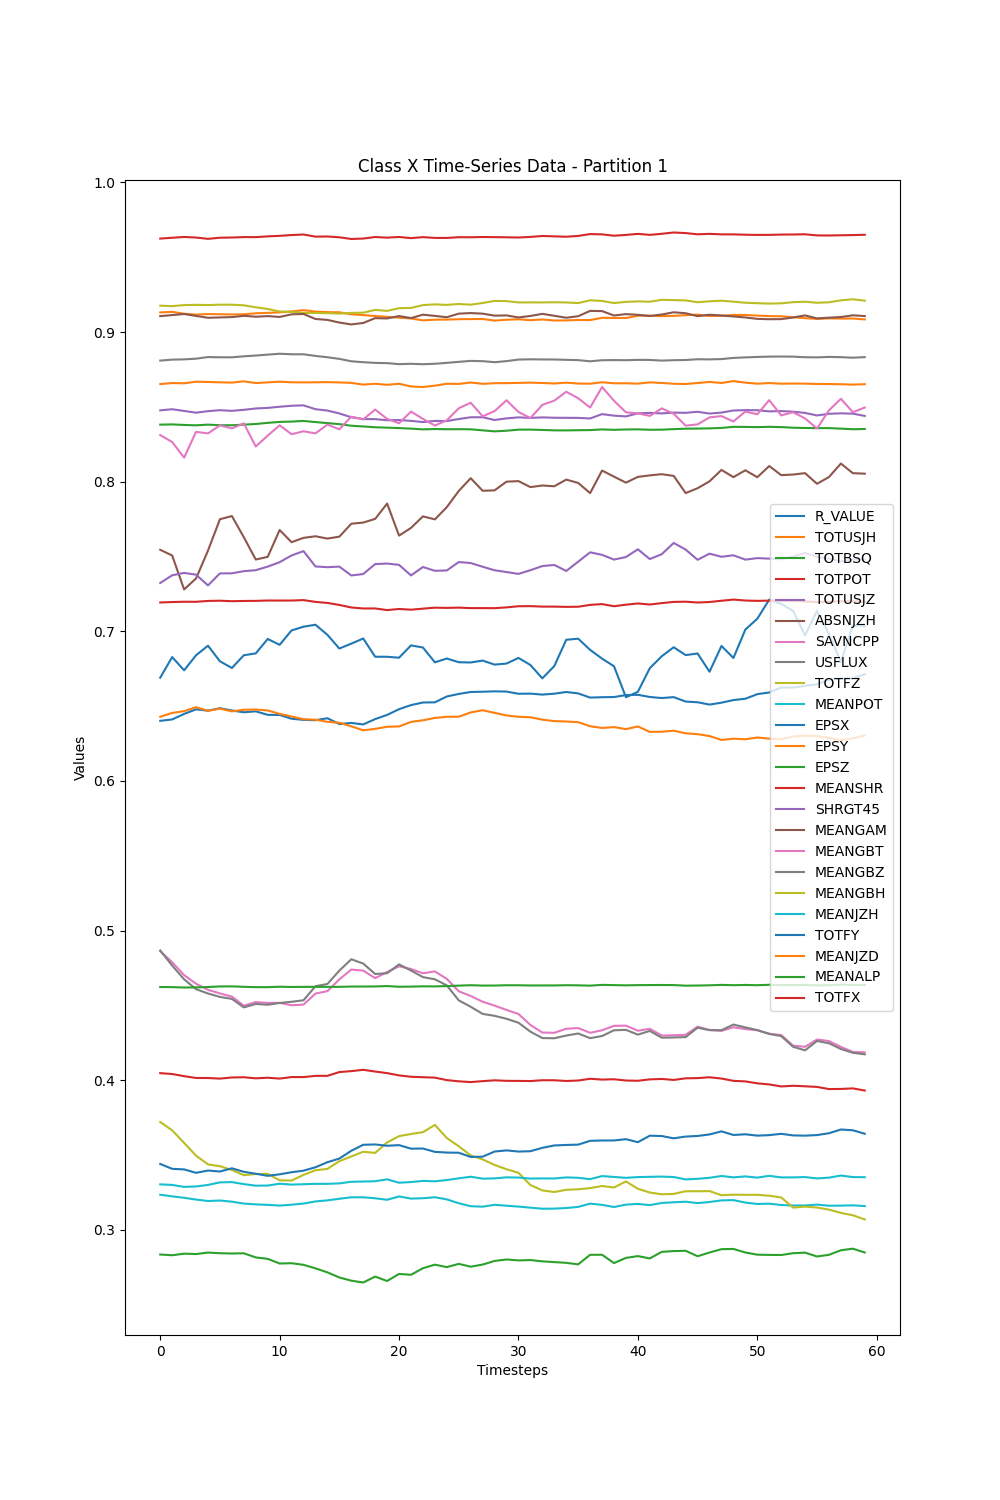 Class X Time-Series Data - Partition 1
1.0
0.9
0.8
0.7
0.6
0.5
0.4
0.3
Values
R_VALUE
TOTUSJH
TOTBSQ
TOTPOT
TOTUSJZ
ABSNJZH
SAVNCPP
USFLUX
TOTFZ
MEANPOT
EPSX
EPSY
EPSZ
MEANSHR
SHRGT45
MEANGAM
MEANGBT
MEANGBZ
MEANGBH
MEANJZH
TOTFY
MEANJZD
MEANALP
TOTFX
0 10 20 30 40 50 60
Timesteps